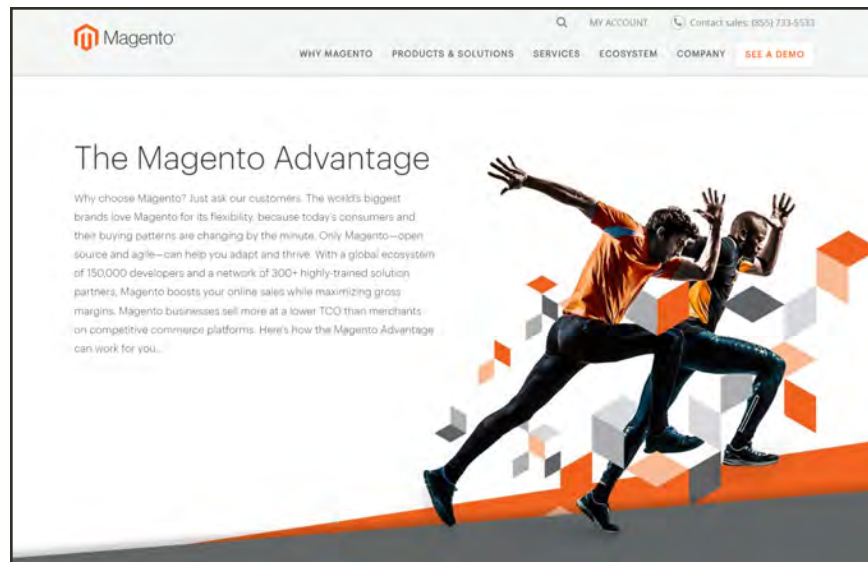 Magento
MY ACCOUNT
Contact sales: (855) 733-5533
WHY MAGENTO PRODUCTS & SOLUTIONS SERVICES ECOSYSTEM COMPANY SEE A DEMO
The Magento Advantage
Why choose Magento? Just ask our customers. The world's biggest
brands love Magento for its flexibility, because today's consumers and
their buying patterns are changing by the minute. Only Magento—open
source and agile—can help you adapt and thrive. With a global ecosystem
of 150,000 developers and a network of 300+ highly-trained solution
partners, Magento boosts your online sales while maximizing gross
margins. Magento businesses sell more at a lower TCO than merchants
on competitive commerce platforms. Here's how the Magento Advantage
can work for you...